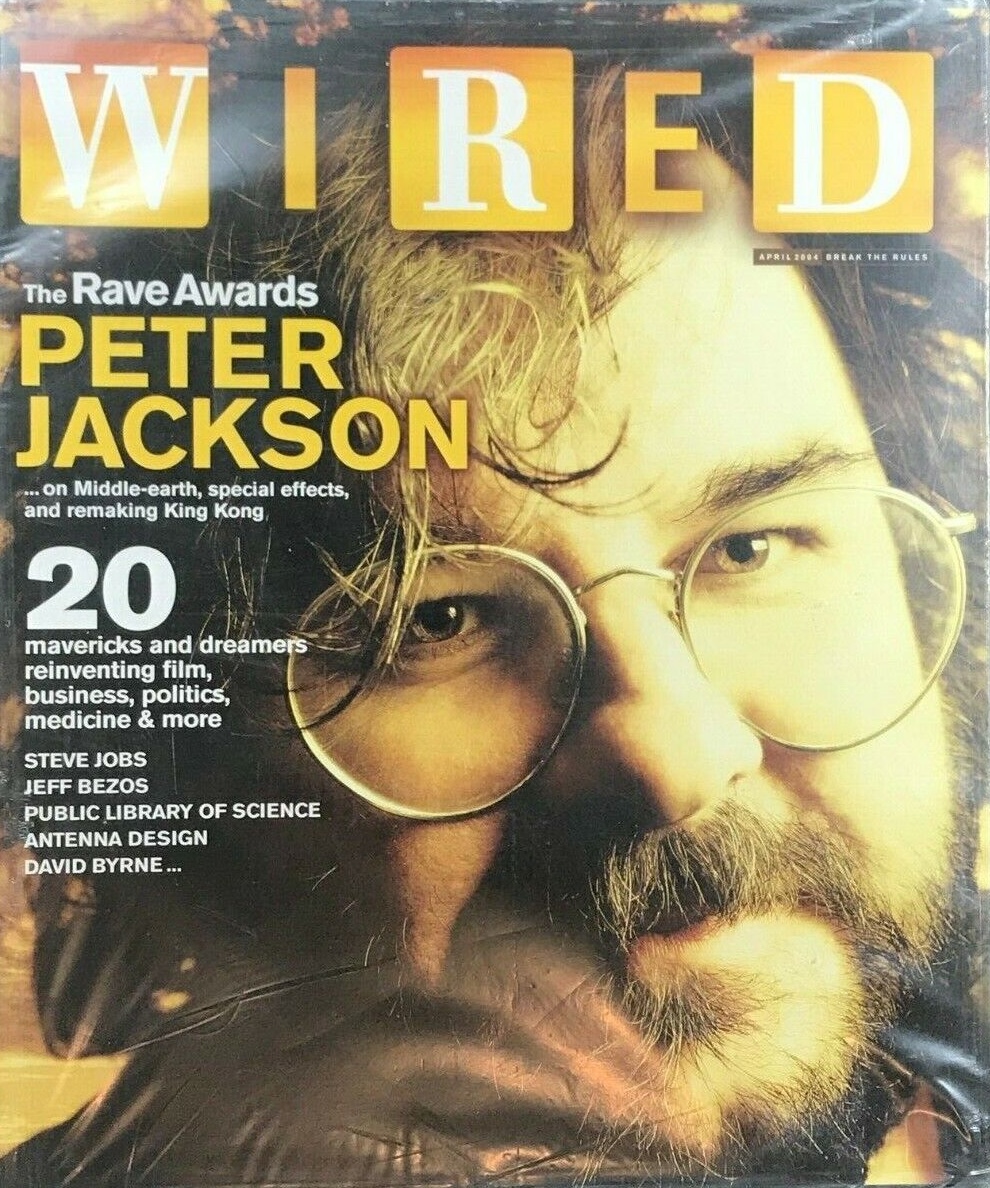 WIRED
APRIL 2004 BREAK THE RULES
The Rave Awards
PETER
JACKSON
... on Middle-earth, special effects,
and remaking King Kong
20
mavericks and dreamers
reinventing film,
business, politics,
medicine & more
STEVE JOBS
JEFF BEZOS
PUBLIC LIBRARY OF SCIENCE
ANTENNA DESIGN
DAVID BYRNE ...